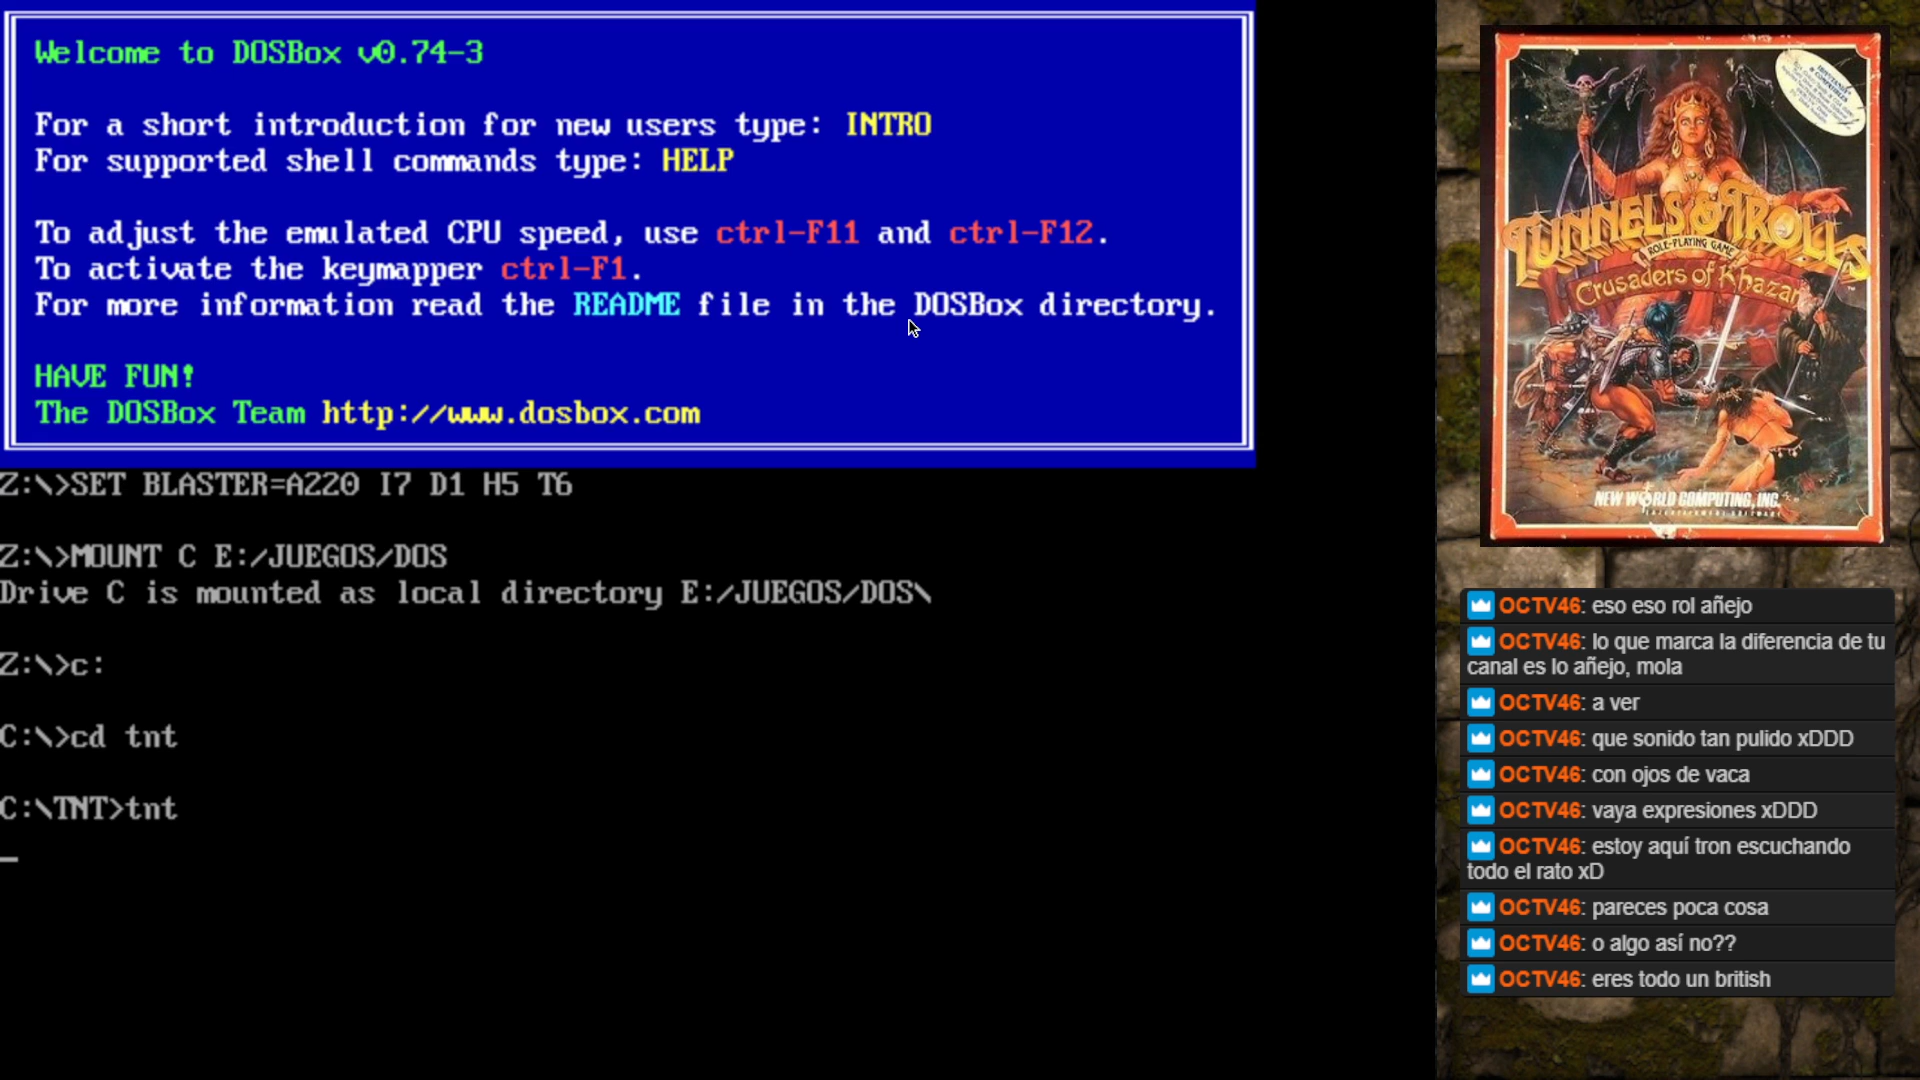 Welcome to DOSBox v0.74-3
For a short introduction for new users type: INTRO
For supported shell commands type: HELP
To adjust the emulated CPU speed, use ctrl-F11 and ctrl-F12.
To activate the keymapper ctrl-F1.
For more information read the README file in the DOSBox directory.
HAVE FUN!
The DOSBox Team http://www.dosbox.com
Z:\>SET BLASTER=A220 I7 D1 H5 T6
Z:\>MOUNT C E:/JUEGOS/DOS
Drive C is mounted as local directory E:/JUEGOS/DOS\
Z:\>c:
C:\>cd tnt
C:\TNT>tnt
TUNNELS & TROLLS
ROLE-PLAYING GAME
Crusaders of Khazan
NEW WORLD COMPUTING, INC.
OCTV46: eso eso rol añejo
OCTV46: lo que marca la diferencia de tu
canal es lo añejo, mola
OCTV46: a ver
OCTV46: que sonido tan pulido xDDD
OCTV46: con ojos de vaca
OCTV46: vaya expresiones xDDD
OCTV46: estoy aquí tron escuchando
todo el rato xD
OCTV46: pareces poca cosa
OCTV46: o algo así no??
OCTV46: eres todo un british